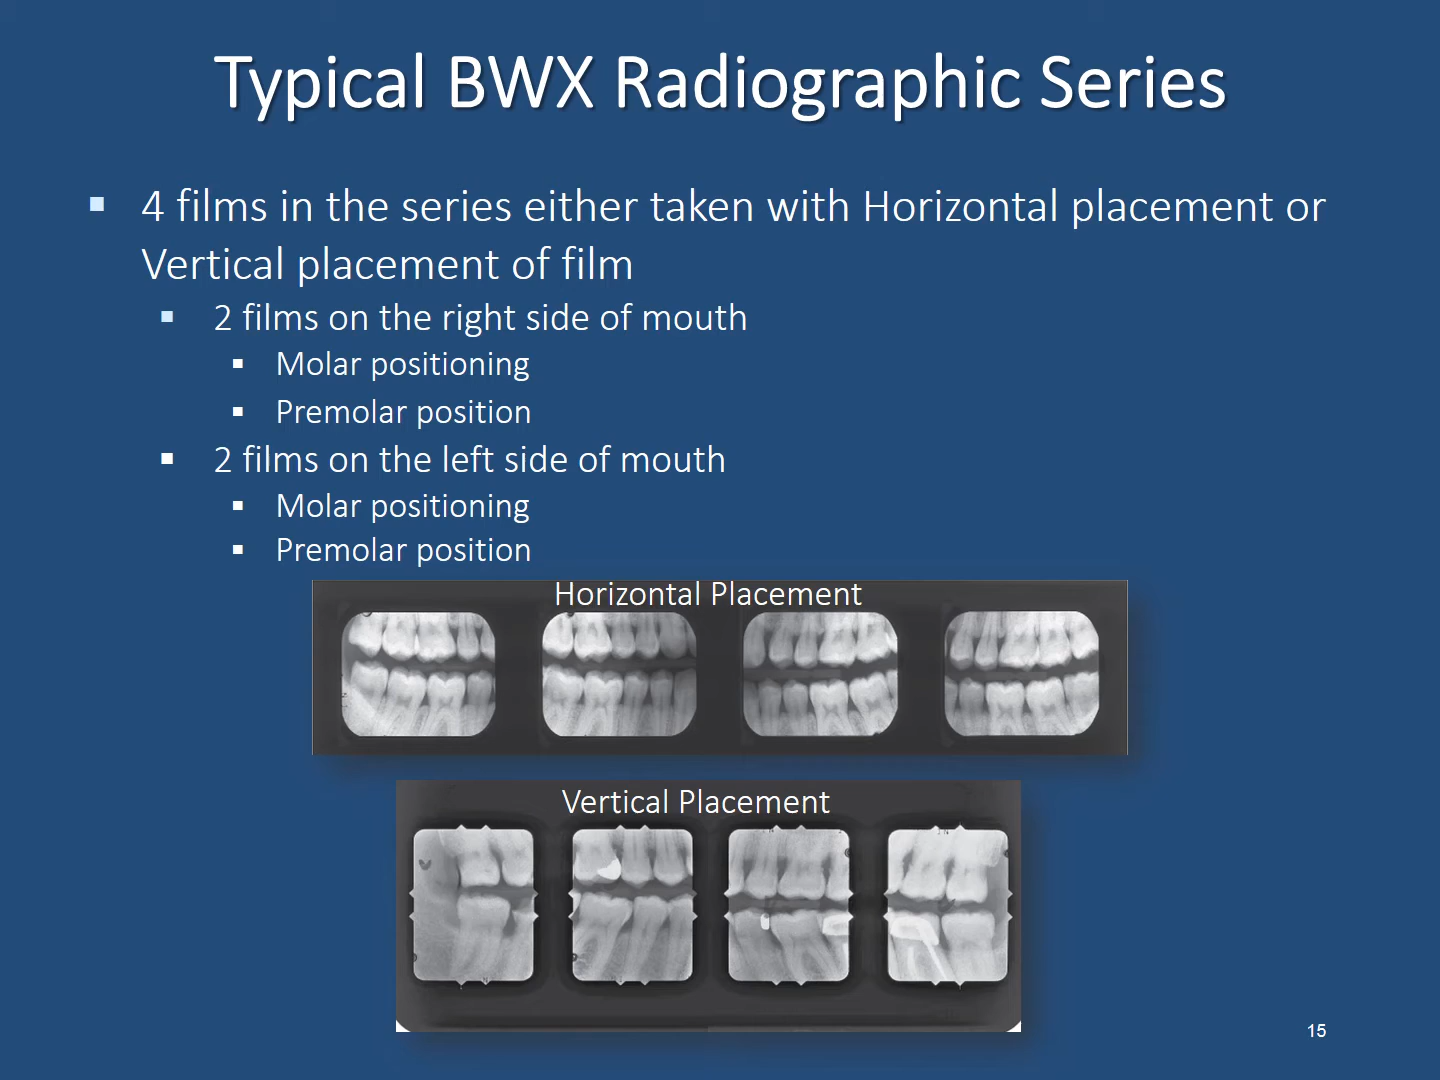 Typical BWX Radiographic Series
▪ 4 films in the series either taken with Horizontal placement or
Vertical placement of film
▪ 2 films on the right side of mouth
▪ Molar positioning
▪ Premolar position
▪ 2 films on the left side of mouth
▪ Molar positioning
▪ Premolar position
Horizontal Placement
Vertical Placement
15